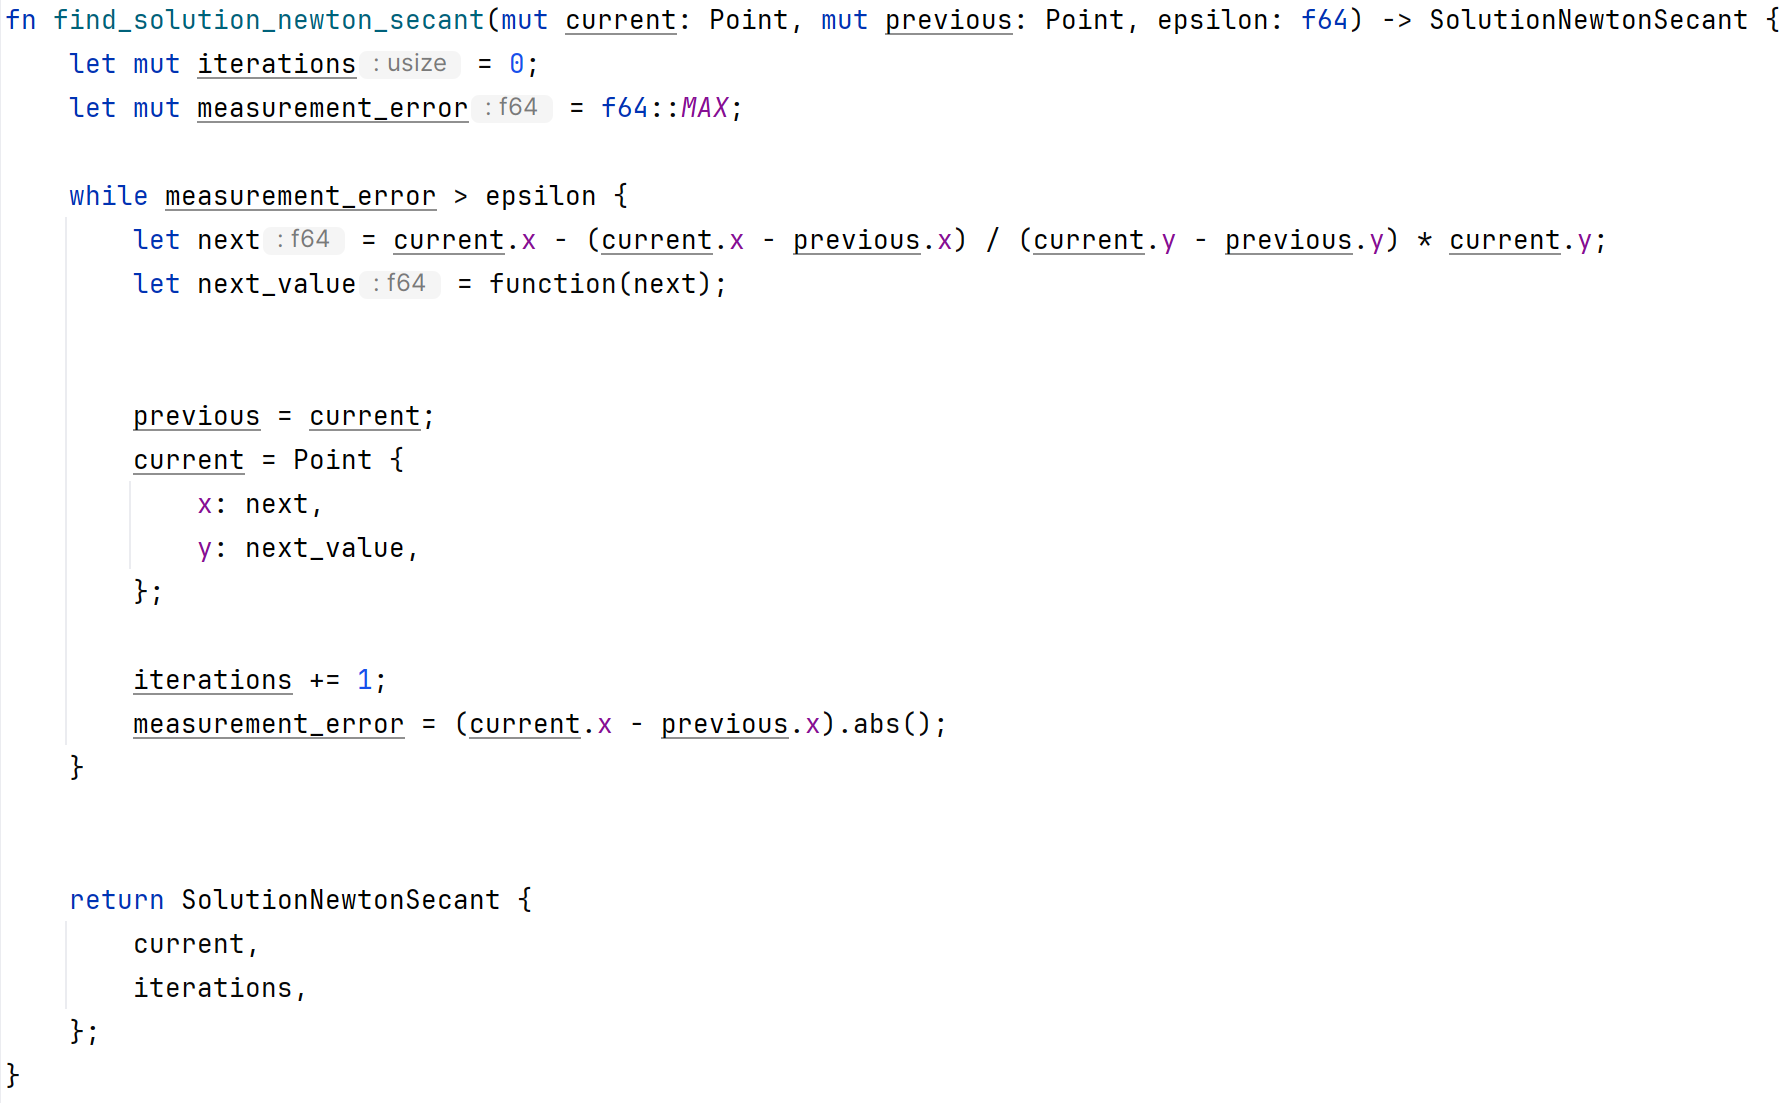 fn find_solution_newton_secant(mut current: Point, mut previous: Point, epsilon: f64) -> SolutionNewtonSecant {
    let mut iterations : usize = 0;
    let mut measurement_error : f64 = f64::MAX;

    while measurement_error > epsilon {
        let next : f64 = current.x - (current.x - previous.x) / (current.y - previous.y) * current.y;
        let next_value : f64 = function(next);

        previous = current;
        current = Point {
            x: next,
            y: next_value,
        };

        iterations += 1;
        measurement_error = (current.x - previous.x).abs();
    }

    return SolutionNewtonSecant {
        current,
        iterations,
    };
}